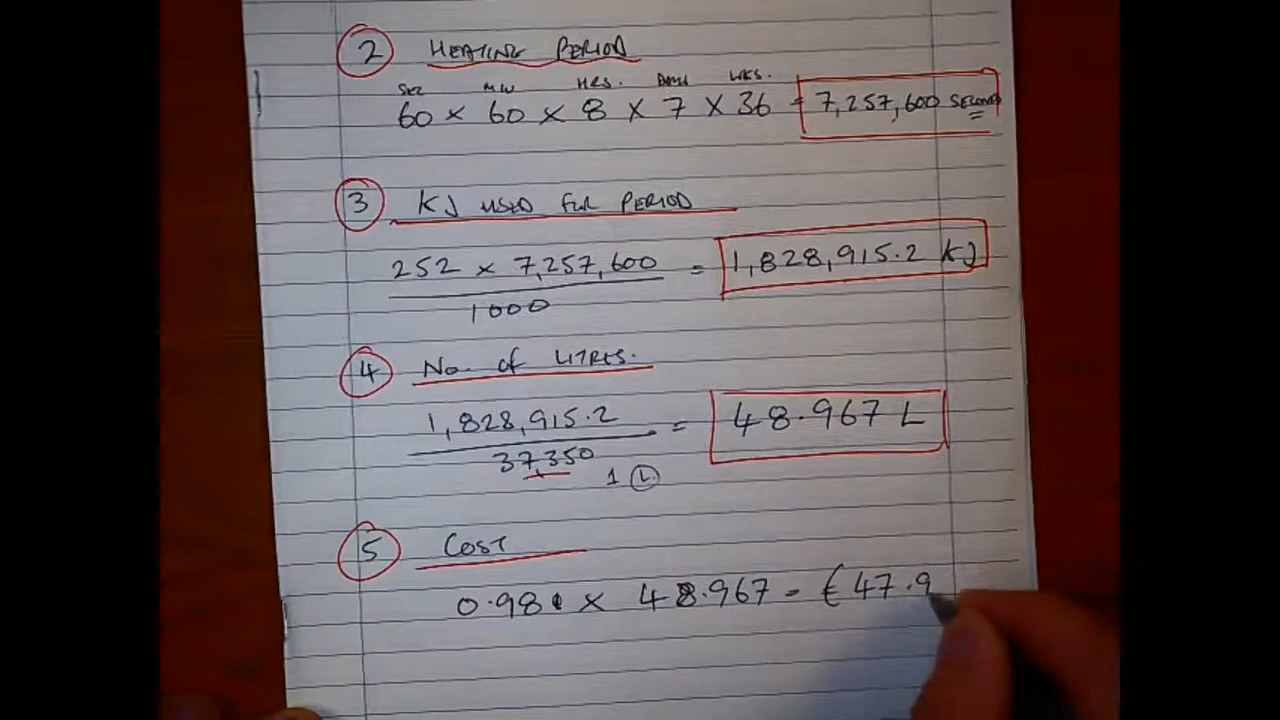 2 HEATING PERIOD
SEC MIN HRS. DAYS WKS.
60 × 60 × 8 × 7 × 36 = 7,257,600 SECOND
3 KJ USED FOR PERIOD
252 × 7,257,600 = 1,828,915.2 KJ
1000
4 No. of LITRES.
1,828,915.2 = 48.967 L
37,350
1 L.
5 COST
0.98 × 48.967 = € 47.9